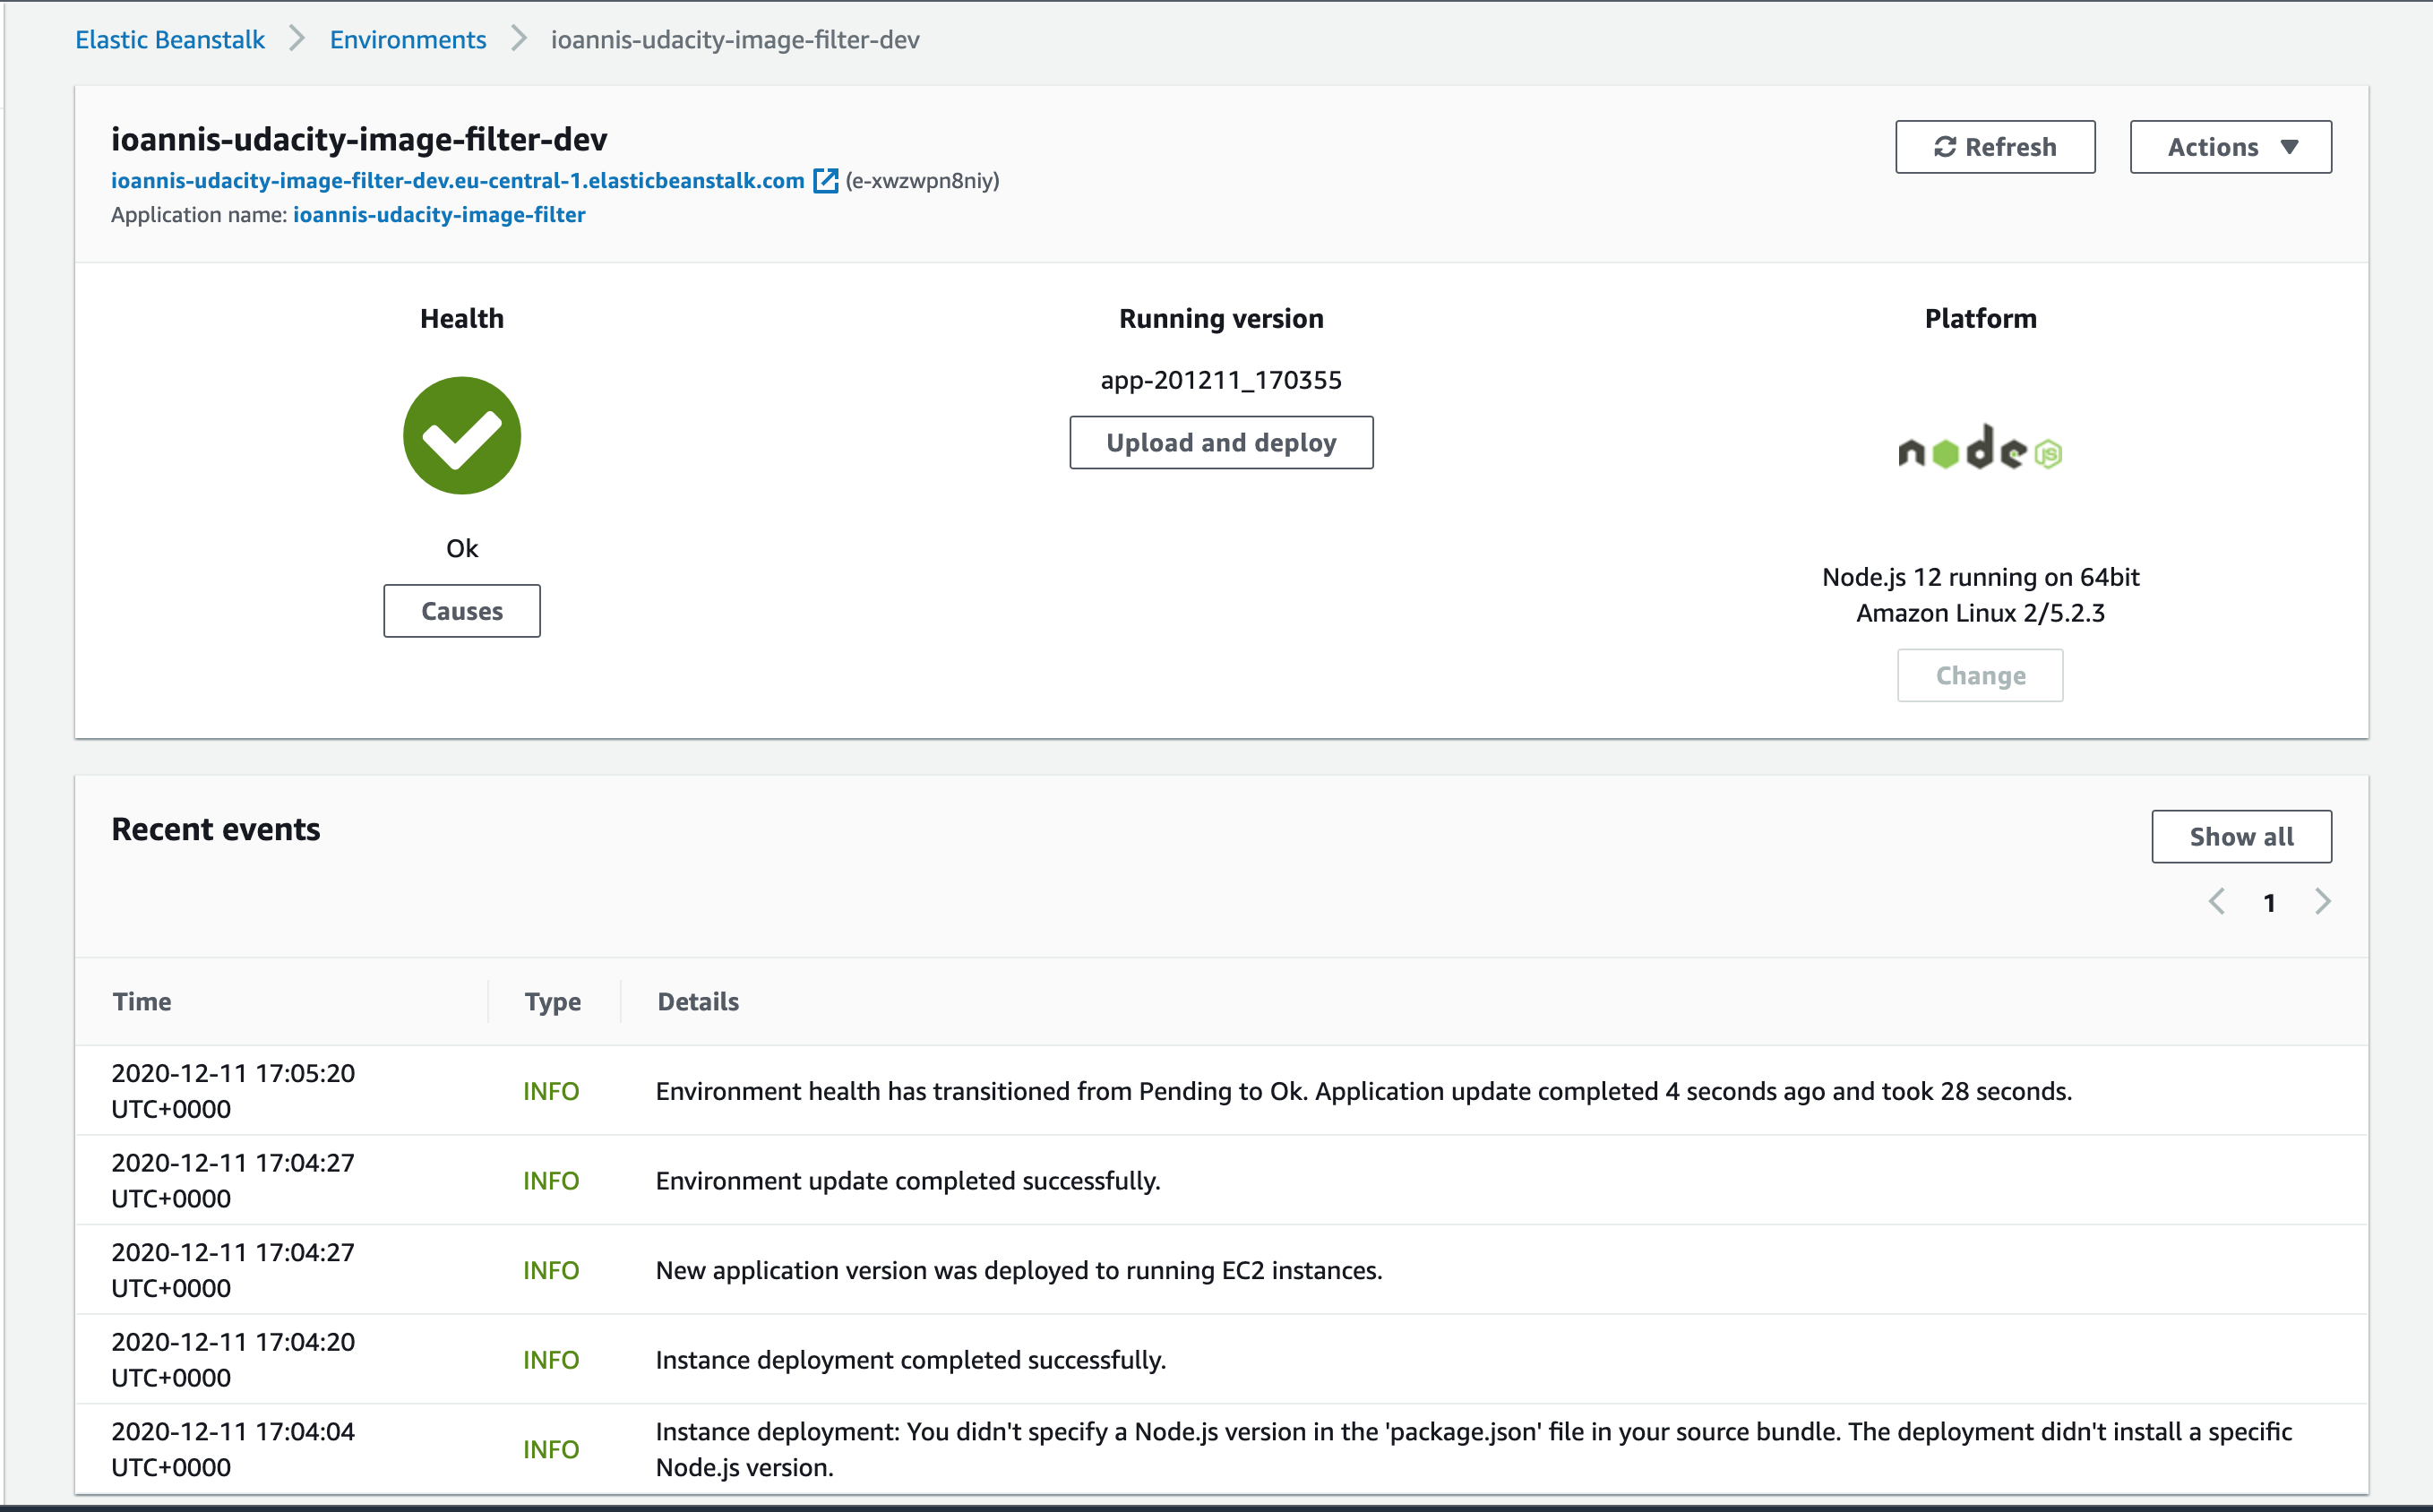 Elastic Beanstalk > Environments > ioannis-udacity-image-filter-dev
ioannis-udacity-image-filter-dev
Refresh
Actions ▼
ioannis-udacity-image-filter-dev.eu-central-1.elasticbeanstalk.com (e-xwzwpn8niy)
Application name: ioannis-udacity-image-filter
Health
Ok
Causes
Running version
app-201211_170355
Upload and deploy
Platform
node JS
Node.js 12 running on 64bit
Amazon Linux 2/5.2.3
Change
Recent events
Show all
< 1 >
Time Type Details
2020-12-11 17:05:20
UTC+0000
INFO
Environment health has transitioned from Pending to Ok. Application update completed 4 seconds ago and took 28 seconds.
2020-12-11 17:04:27
UTC+0000
INFO
Environment update completed successfully.
2020-12-11 17:04:27
UTC+0000
INFO
New application version was deployed to running EC2 instances.
2020-12-11 17:04:20
UTC+0000
INFO
Instance deployment completed successfully.
2020-12-11 17:04:04
UTC+0000
INFO
Instance deployment: You didn't specify a Node.js version in the 'package.json' file in your source bundle. The deployment didn't install a specific
Node.js version.